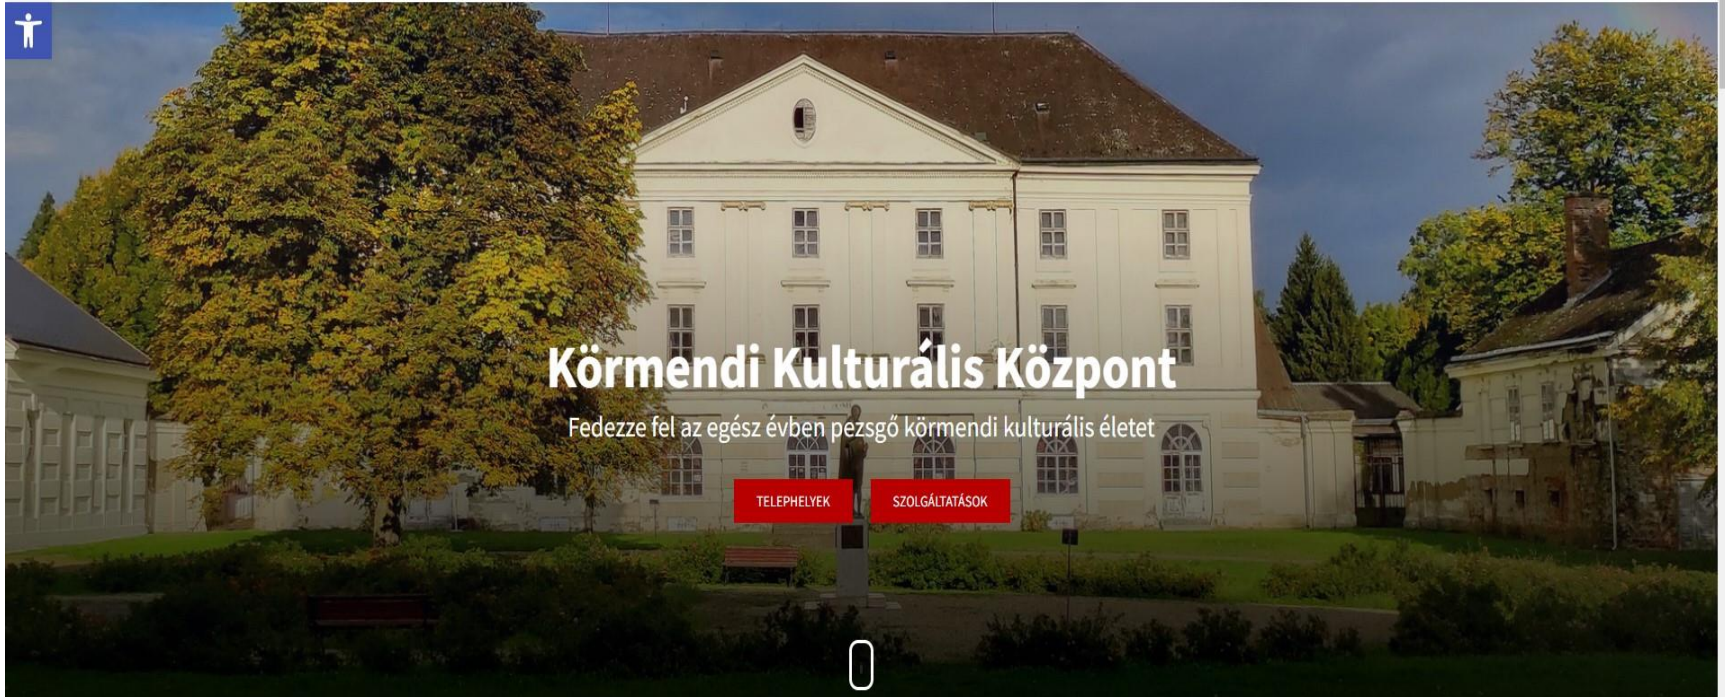 Körmendi Kulturális Központ
Fedezze fel az egész évben pezsgő körmendi kulturális életet
TELEPHELYEK
SZOLGÁLTATÁSOK